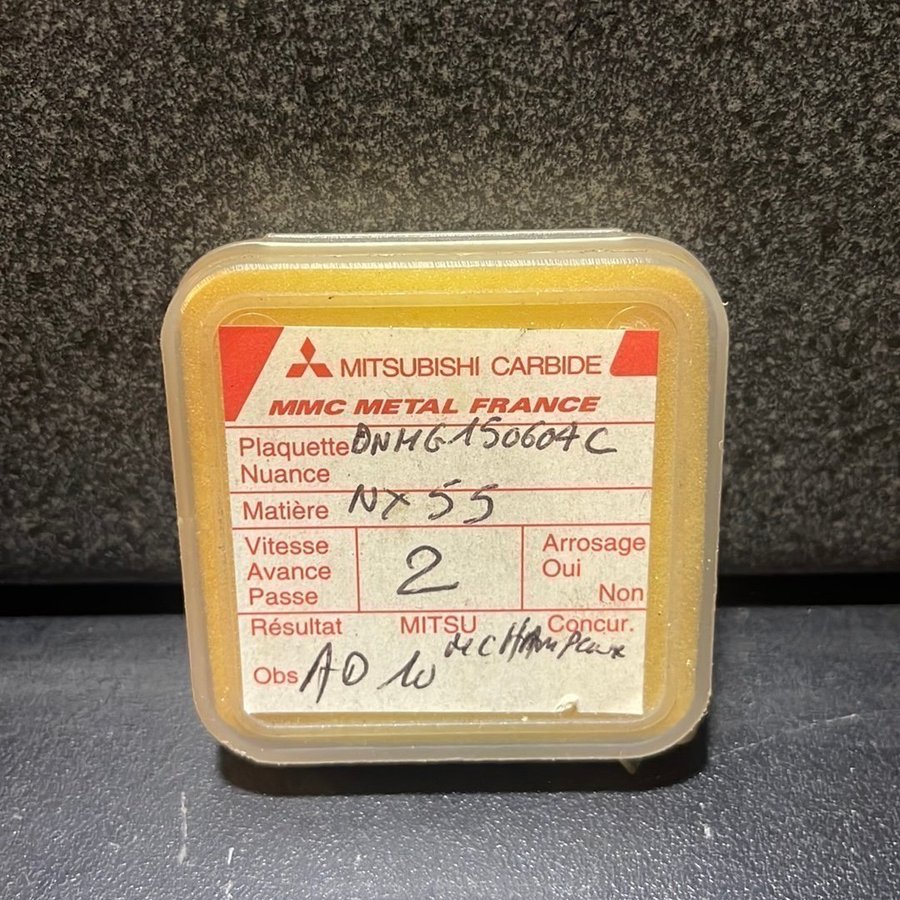 MITSUBISHI CARBIDE
MMC METAL FRANCE
Plaquette DNMG150604C
Nuance
Matière NX55
Vitesse
Avance
Passe
2
Arrosage
Oui
Non
Résultat MITSU Concur.
Obs AD 10